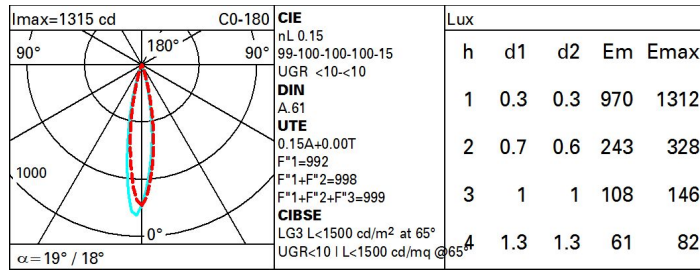 Imax=1315 cd C0-180
90° 180° 90°
1000
0°
α=19° / 18°
CIE
nL 0.15
99-100-100-100-15
UGR <10-<10
DIN
A.61
UTE
0.15A+0.00T
F"1=992
F"1+F"2=998
F"1+F"2+F"3=999
CIBSE
LG3 L<1500 cd/m² at 65°
UGR<10 | L<1500 cd/mq @65°
Lux
h d1 d2 Em Emax
1 0.3 0.3 970 1312
2 0.7 0.6 243 328
3 1 1 108 146
4 1.3 1.3 61 82